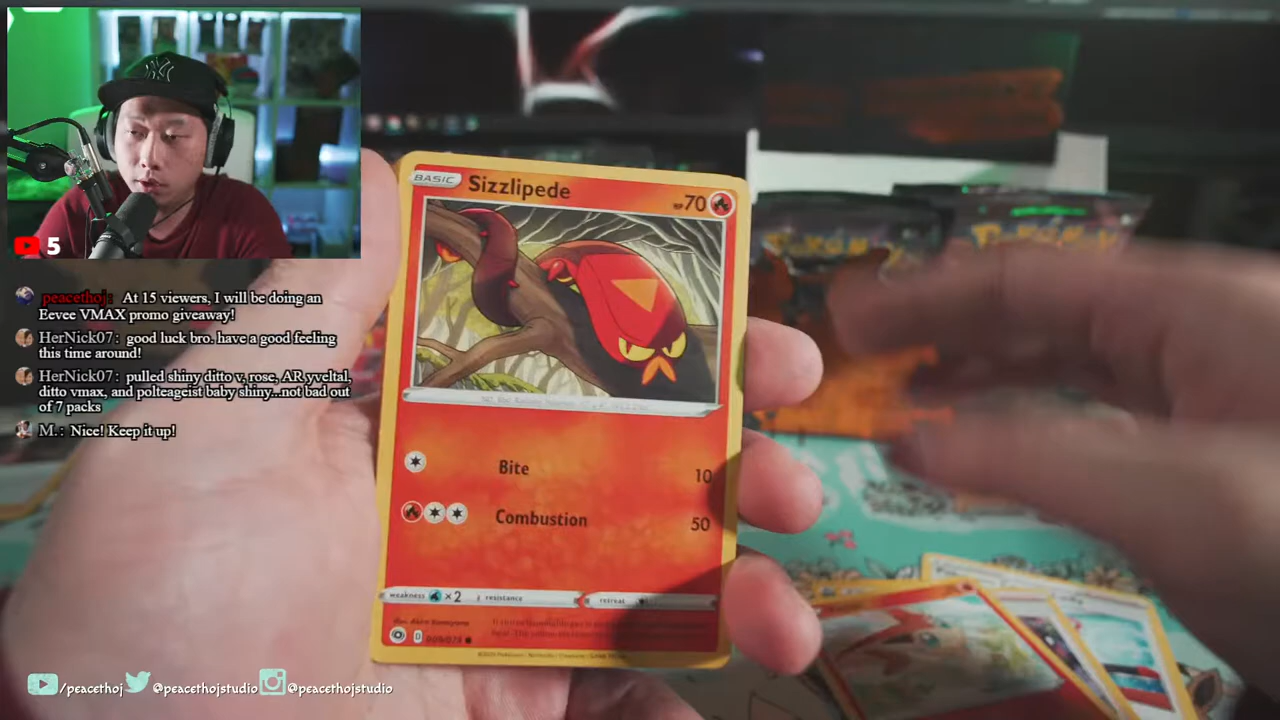 5
peacethoj: At 15 viewers, I will be doing an
Eevee VMAX promo giveaway!
HerNick07: good luck bro. have a good feeling
this time around!
HerNick07: pulled shiny ditto v, rose, AR yveltal,
ditto vmax, and polteageist baby shiny...not bad out
of 7 packs
M.: Nice! Keep it up!
BASIC Sizzlipede HP70
Bite 10
Combustion 50
weakness ×2 resistance retreat
D
©2020 Pokémon
/peacethoj @peacethojstudio @peacethojstudio